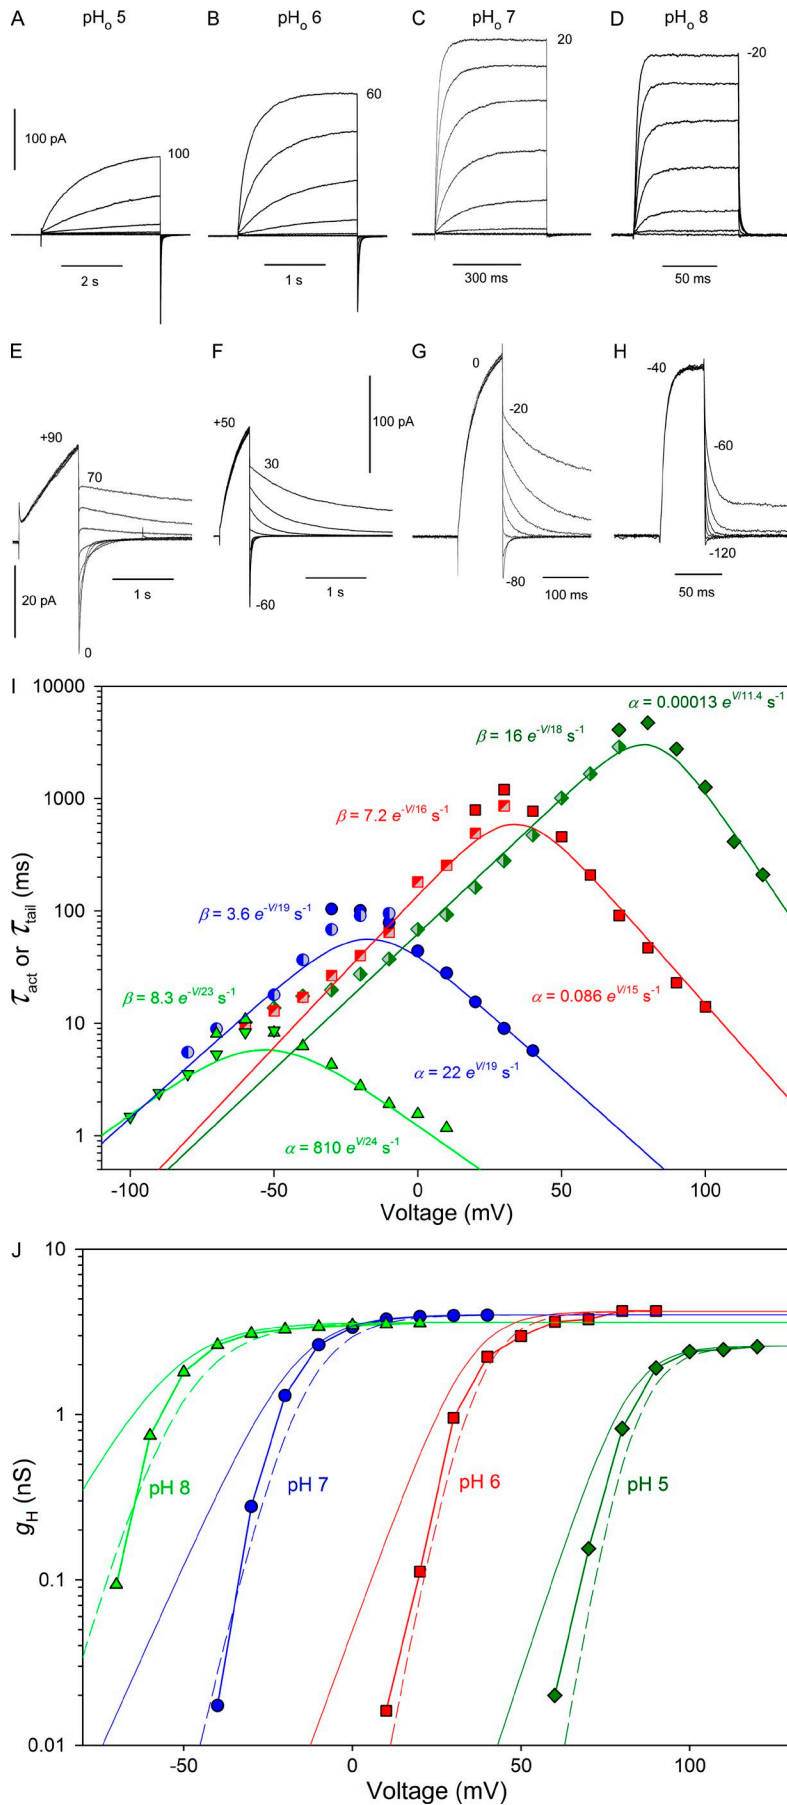 A pHo 5 B pHo 6 C pHo 7 D pHo 8
20 -20
60
100 pA 100
2 s 1 s 300 ms 50 ms
E F G H
0 -40
+90 +50 100 pA -20
70 30 -60
20 pA 1 s 1 s 100 ms 50 ms
0 -60 -80 -120
I
10000
1000
100
10
1
τact or τtail (ms)
α = 0.00013 e^V/11.4 s^-1
β = 16 e^-V/18 s^-1
β = 7.2 e^-V/16 s^-1
β = 3.6 e^-V/19 s^-1
β = 8.3 e^-V/23 s^-1
α = 0.086 e^V/15 s^-1
α = 22 e^V/19 s^-1
α = 810 e^V/24 s^-1
-100 -50 0 50 100
Voltage (mV)
J
10
1
0.1
0.01
gH (nS)
pH 8 pH 7 pH 6 pH 5
-50 0 50 100
Voltage (mV)